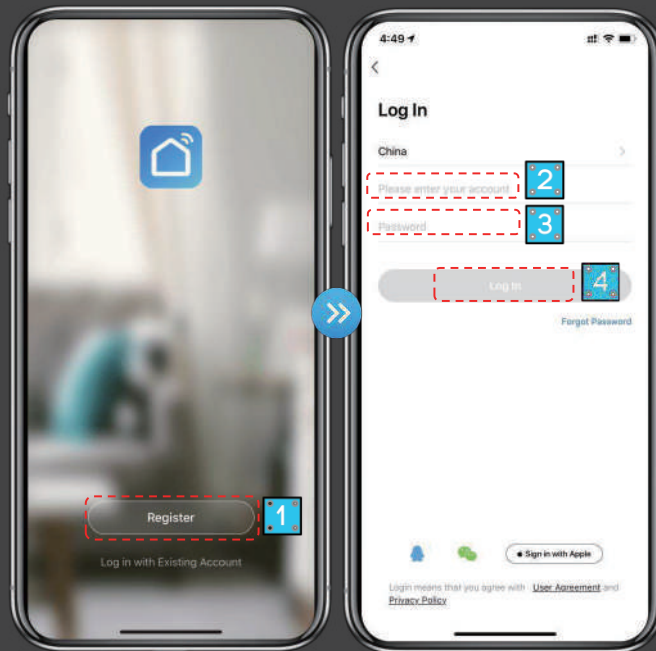 Register
1
Log in with Existing Account
4:49
Log In
China
Please enter your account
2
Password
3
Log In
4
Forgot Password
Sign in with Apple
Login means that you agree with User Agreement and
Privacy Policy